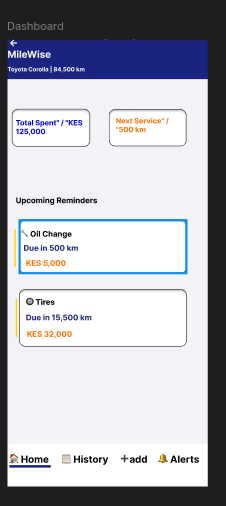 Dashboard
←
MileWise
Toyota Corolla | 84,500 km
Total Spent" / "KES
125,000
Next Service" /
"500 km
Upcoming Reminders
Oil Change
Due in 500 km
KES 5,000
Tires
Due in 15,500 km
KES 32,000
Home History +add Alerts